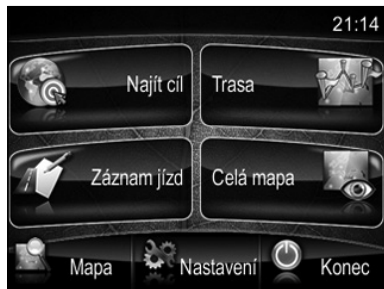 21:14
Najít cíl
Trasa
Záznam jízd
Celá mapa
Mapa
Nastavení
Konec